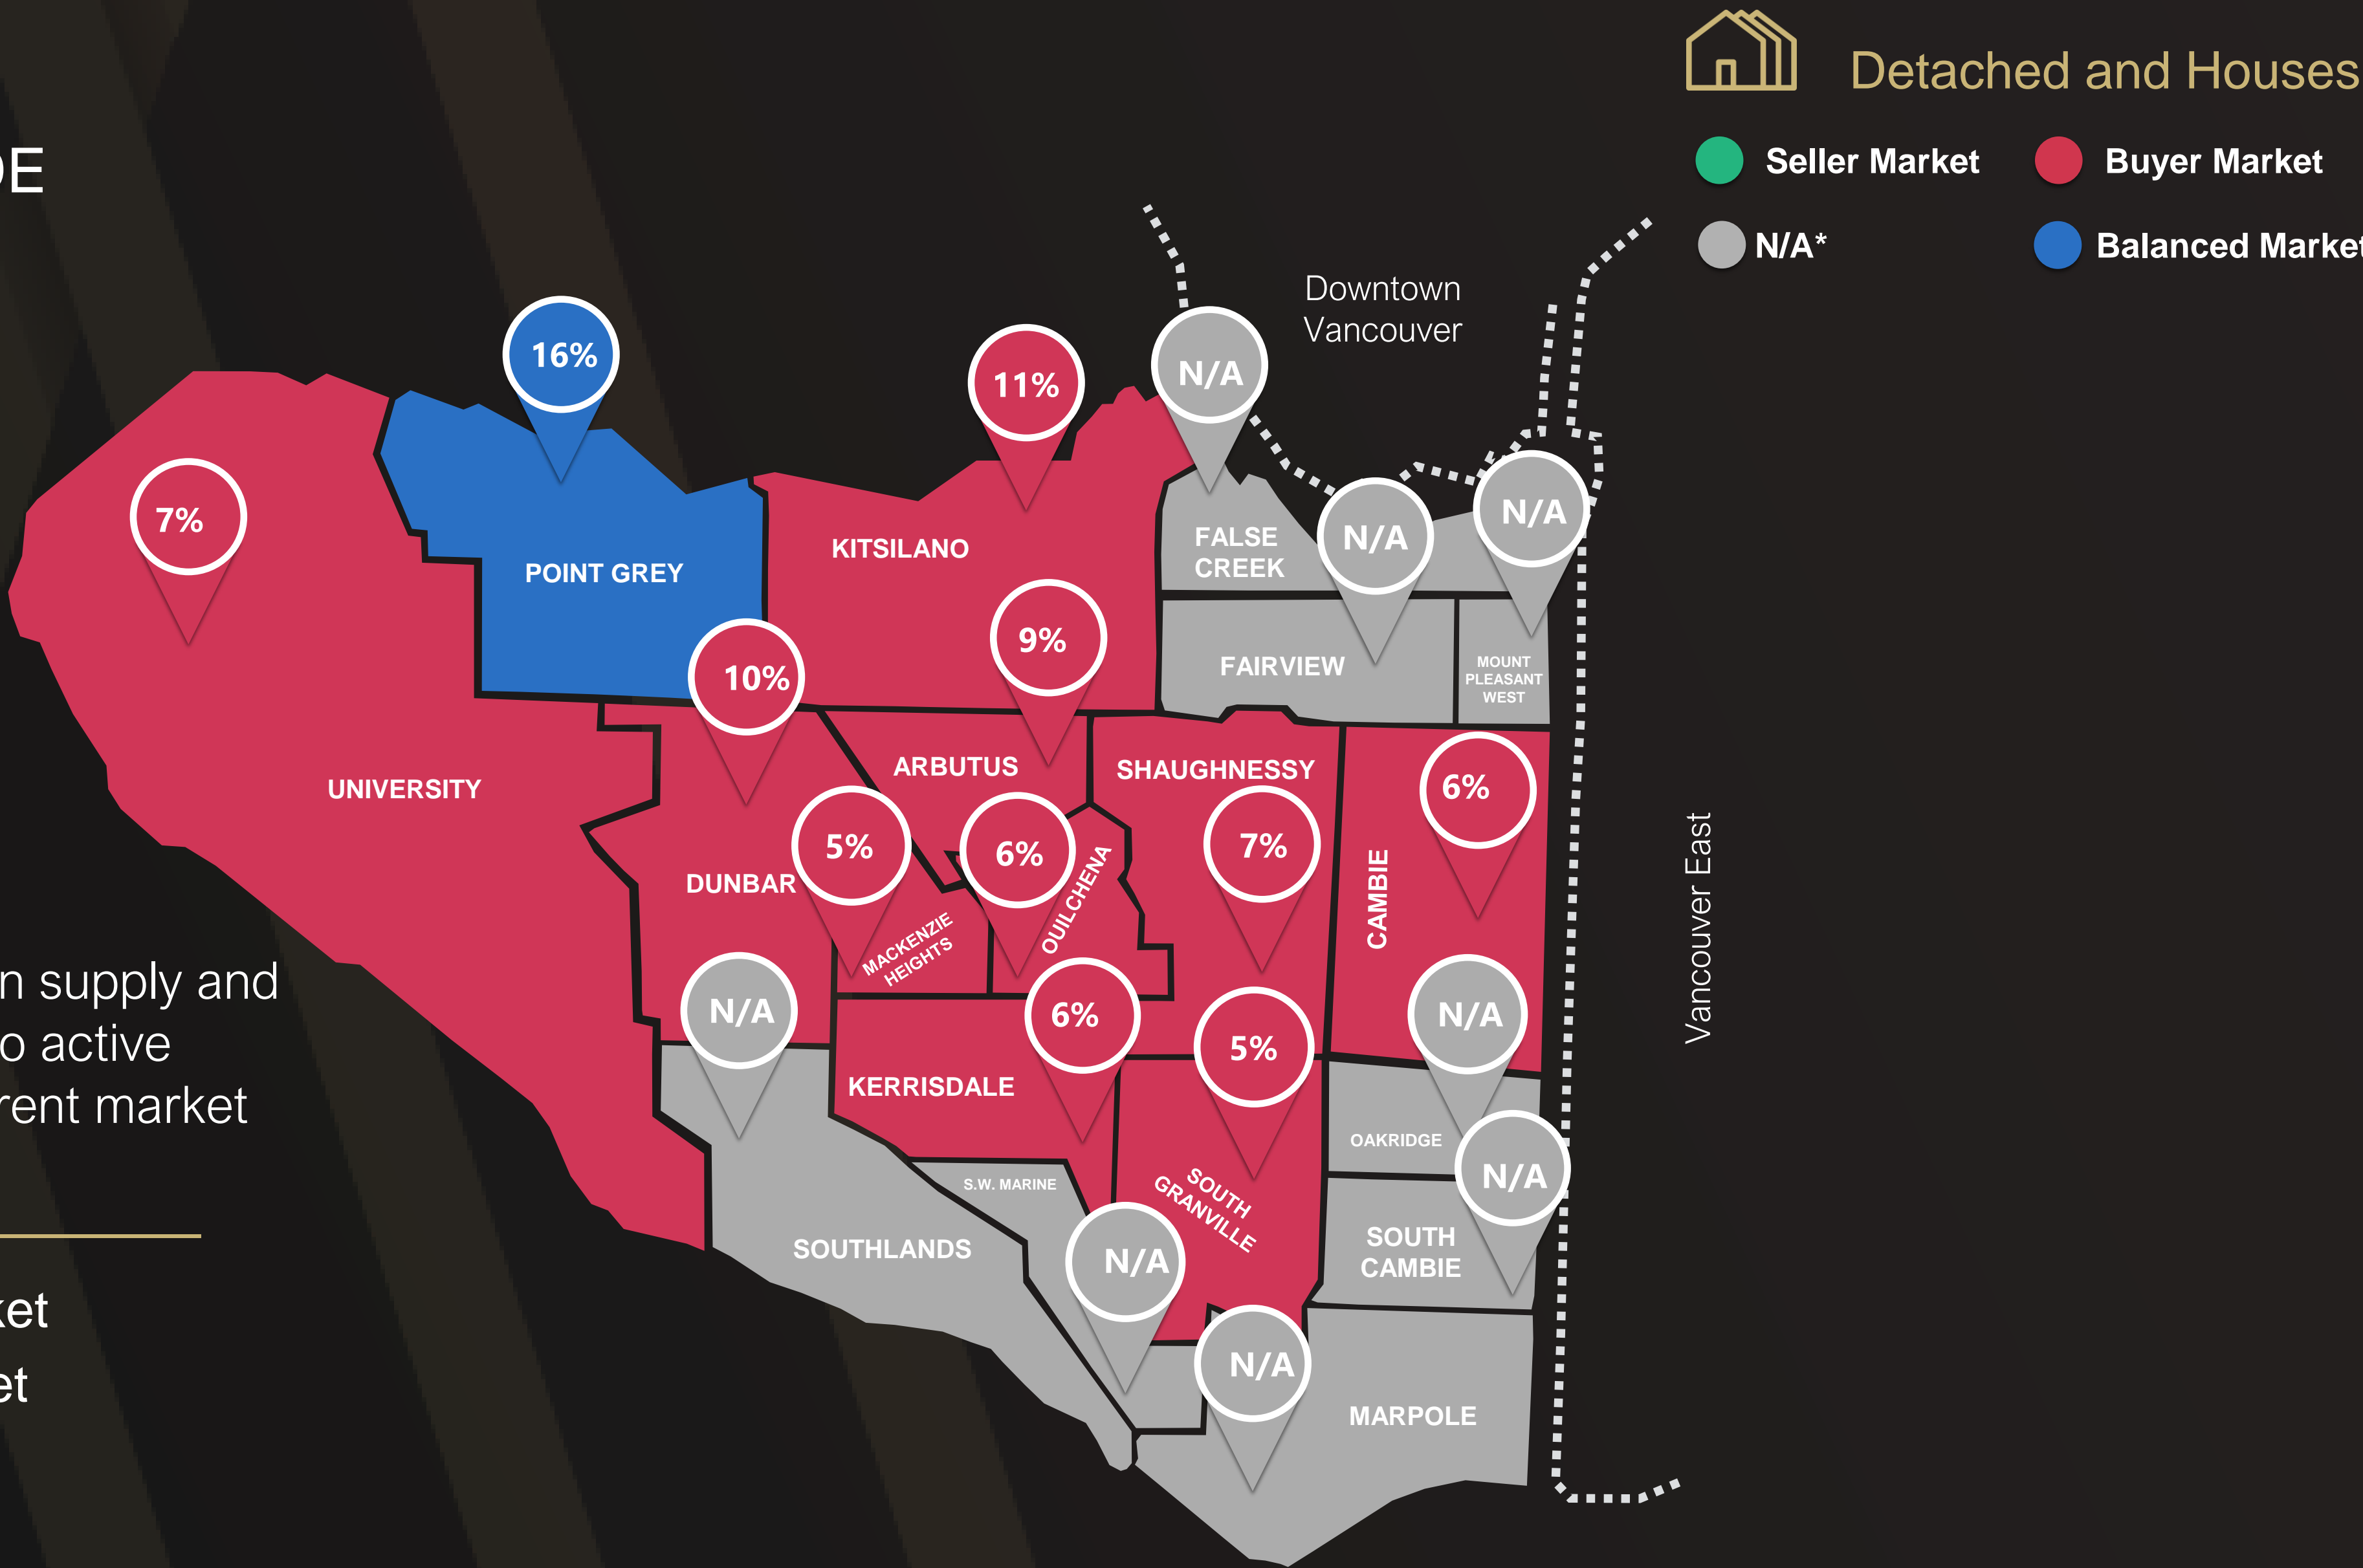 Detached and Houses
Seller Market
Buyer Market
N/A*
Balanced Market
DE
Downtown
Vancouver
16%
11%
N/A
7%
N/A
N/A
FALSE
CREEK
KITSILANO
POINT GREY
10%
9%
FAIRVIEW
MOUNT
PLEASANT
WEST
UNIVERSITY
ARBUTUS
SHAUGHNESSY
6%
5%
6%
7%
DUNBAR
OUILCHENA
CAMBIE
MACKENZIE
HEIGHTS
Vancouver East
n supply and
o active
rent market
N/A
6%
5%
N/A
KERRISDALE
OAKRIDGE
N/A
S.W. MARINE
SOUTH
GRANVILLE
SOUTHLANDS
N/A
SOUTH
CAMBIE
ket
et
N/A
MARPOLE